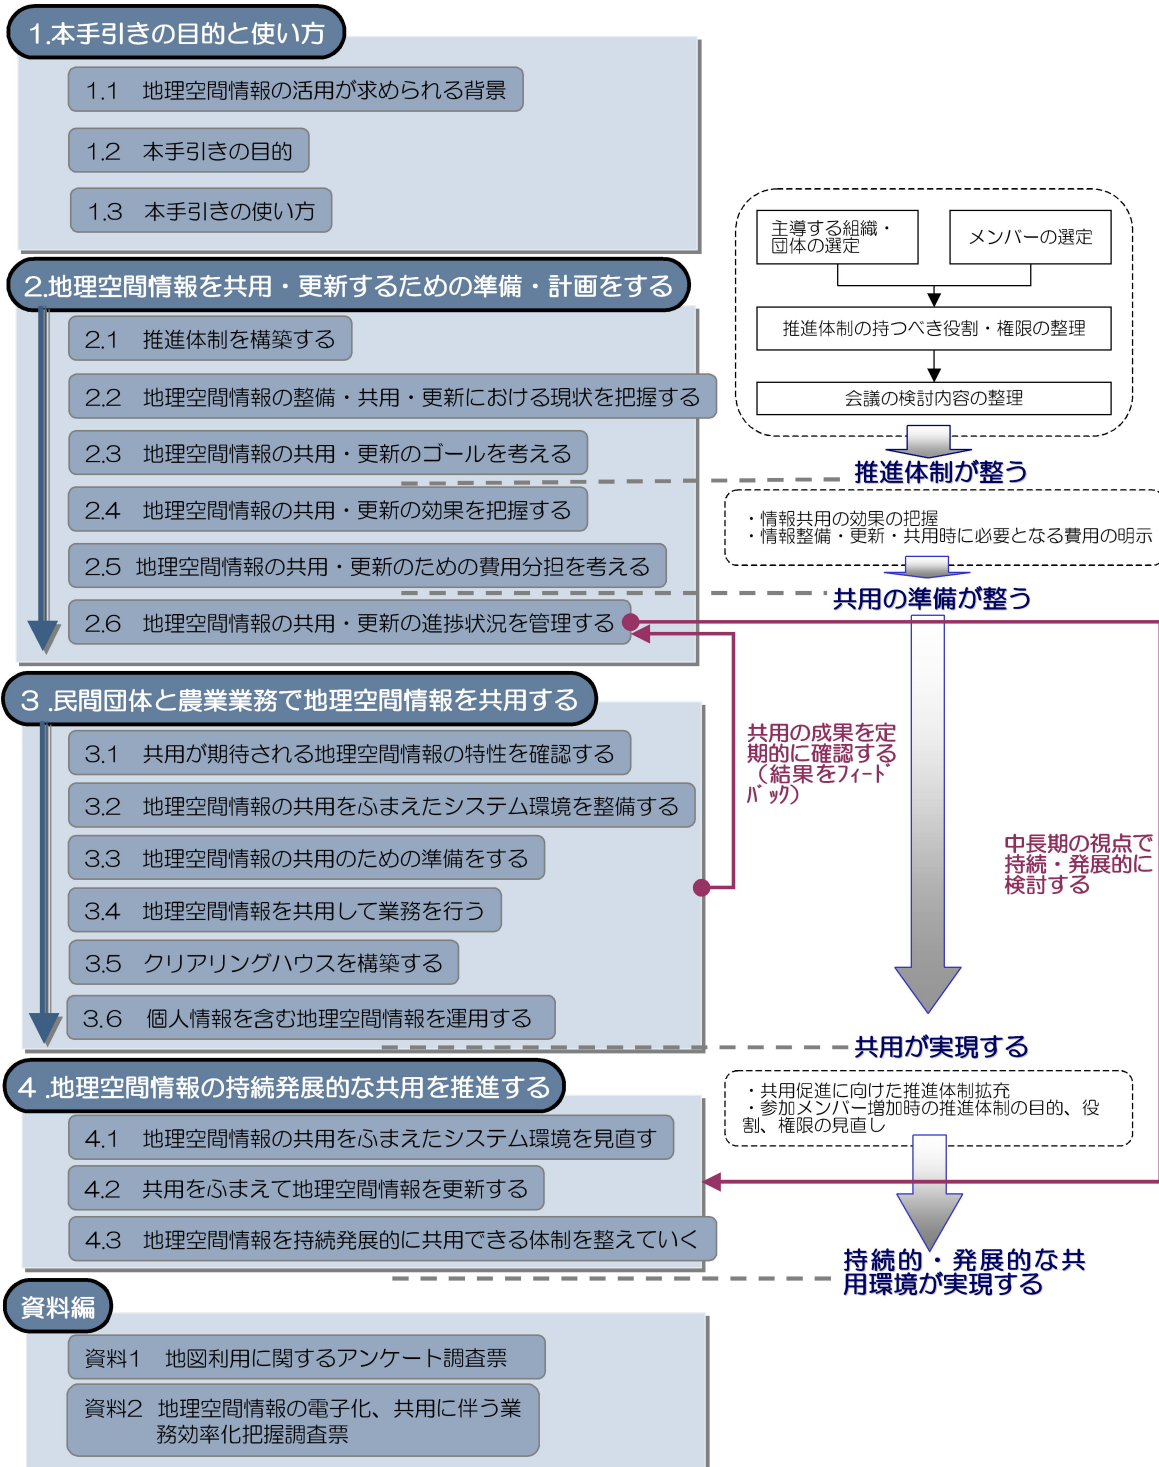 1.本手引きの目的と使い方
1.1 地理空間情報の活用が求められる背景
1.2 本手引きの目的
1.3 本手引きの使い方
2.地理空間情報を共用・更新するための準備・計画をする
2.1 推進体制を構築する
2.2 地理空間情報の整備・共用・更新における現状を把握する
2.3 地理空間情報の共用・更新のゴールを考える
2.4 地理空間情報の共用・更新の効果を把握する
2.5 地理空間情報の共用・更新のための費用分担を考える
2.6 地理空間情報の共用・更新の進捗状況を管理する
主導する組織・
団体の選定
メンバーの選定
推進体制の持つべき役割・権限の整理
会議の検討内容の整理
推進体制が整う
・情報共用の効果の把握
・情報整備・更新・共用時に必要となる費用の明示
共用の準備が整う
3.民間団体と農業業務で地理空間情報を共用する
3.1 共用が期待される地理空間情報の特性を確認する
3.2 地理空間情報の共用をふまえたシステム環境を整備する
3.3 地理空間情報の共用のための準備をする
3.4 地理空間情報を共用して業務を行う
3.5 クリアリングハウスを構築する
3.6 個人情報を含む地理空間情報を運用する
共用の成果を定
期的に確認する
（結果をﾌｨｰﾄﾞ
ﾊﾞｯｸ）
中長期の視点で
持続・発展的に
検討する
共用が実現する
4.地理空間情報の持続発展的な共用を推進する
4.1 地理空間情報の共用をふまえたシステム環境を見直す
4.2 共用をふまえて地理空間情報を更新する
4.3 地理空間情報を持続発展的に共用できる体制を整えていく
・共用促進に向けた推進体制拡充
・参加メンバー増加時の推進体制の目的、役
割、権限の見直し
持続的・発展的な共
用環境が実現する
資料編
資料1 地図利用に関するアンケート調査票
資料2 地理空間情報の電子化、共用に伴う業
務効率化把握調査票